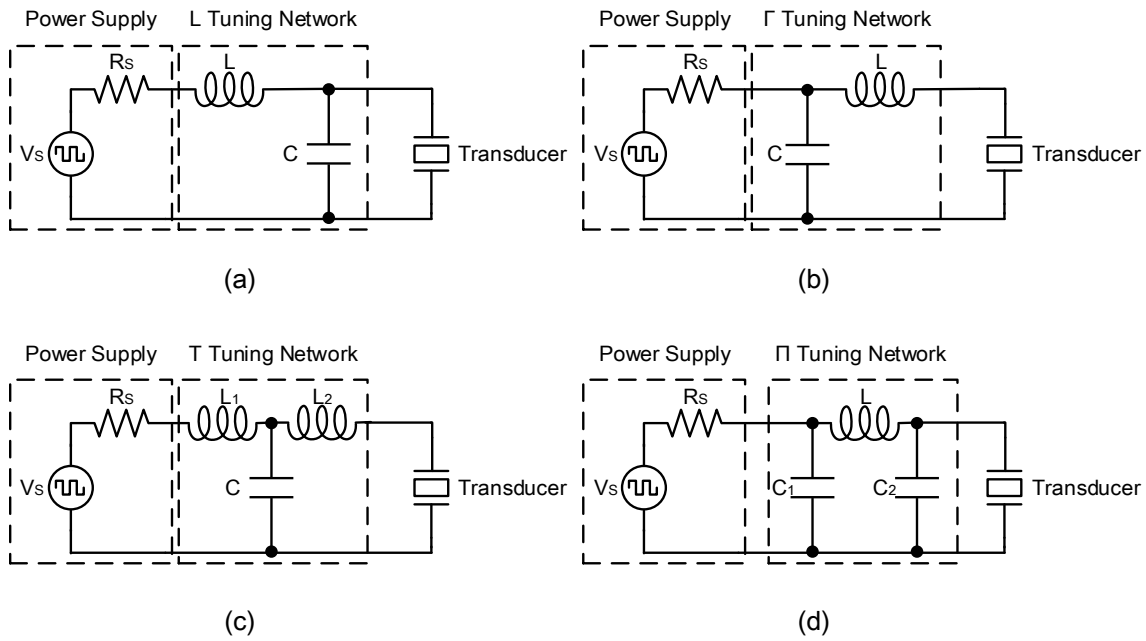 Power Supply L Tuning Network
Rs L
Vs C Transducer
(a)
Power Supply Γ Tuning Network
Rs L
Vs C Transducer
(b)
Power Supply T Tuning Network
Rs L1 L2
Vs C Transducer
(c)
Power Supply Π Tuning Network
Rs L
Vs C1 C2 Transducer
(d)